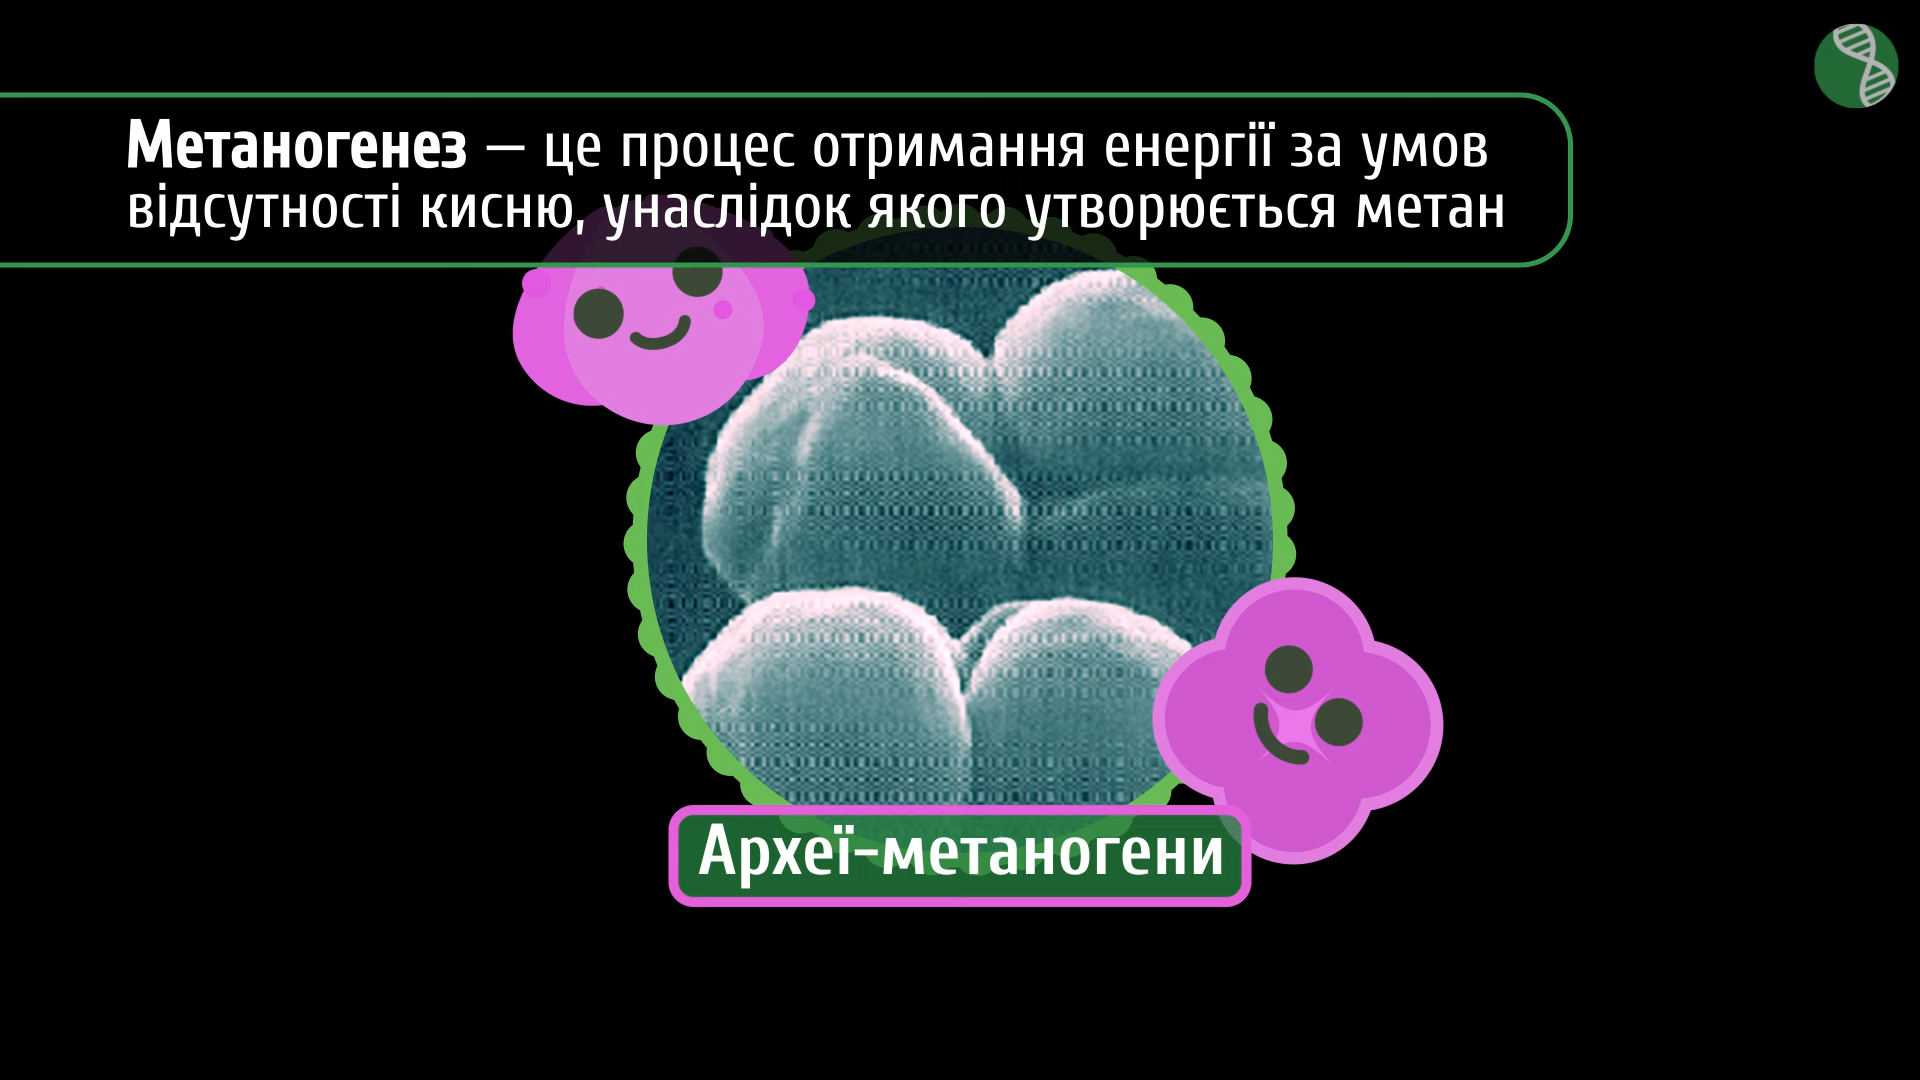 Метаногенез — це процес отримання енергії за умов
відсутності кисню, унаслідок якого утворюється метан
Археї-метаногени